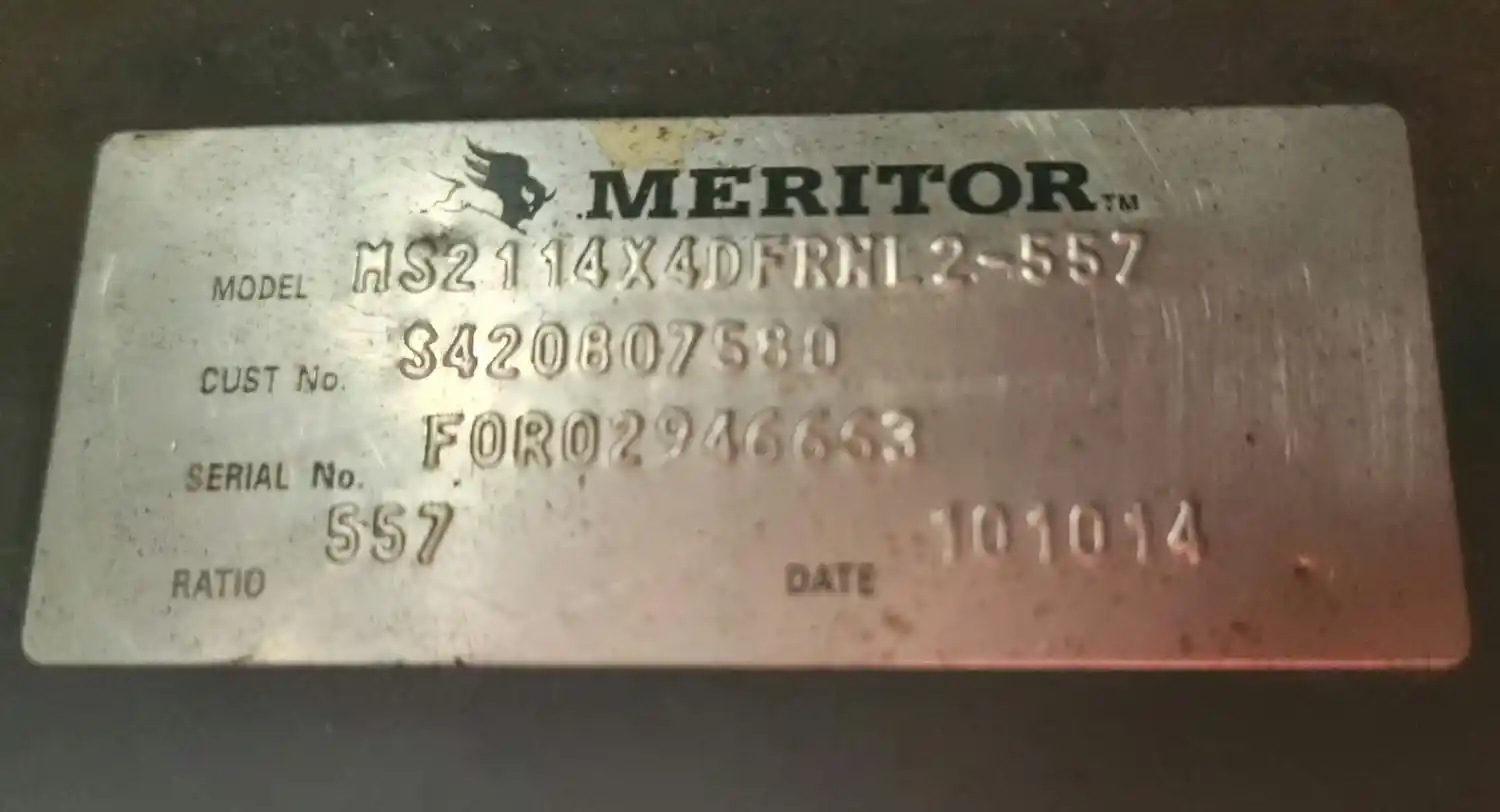 MERITOR™
MODEL MS2114X4DFRNL2-557
CUST No. S420807580
SERIAL No. FOR02946663
RATIO 557 DATE 101014